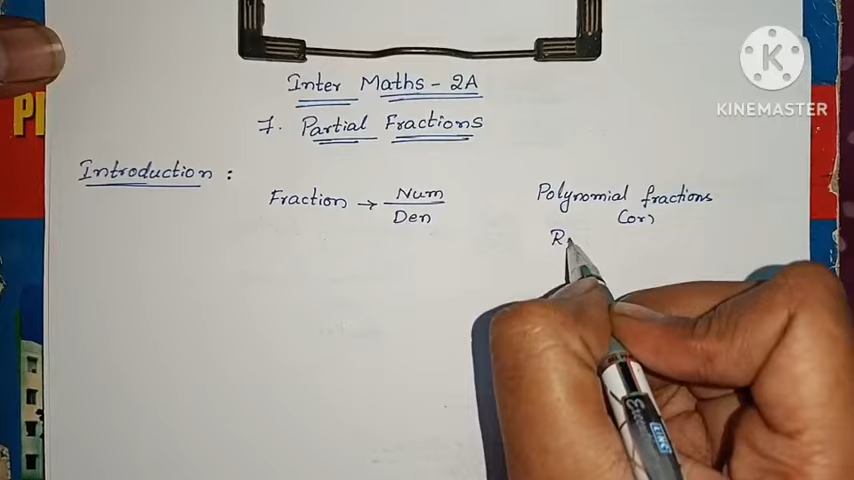 Inter Maths - 2A
7. Partial Fractions
Introduction :
Fraction → Num
Den
Polynomial fractions
(or)
R
K
KINEMASTER